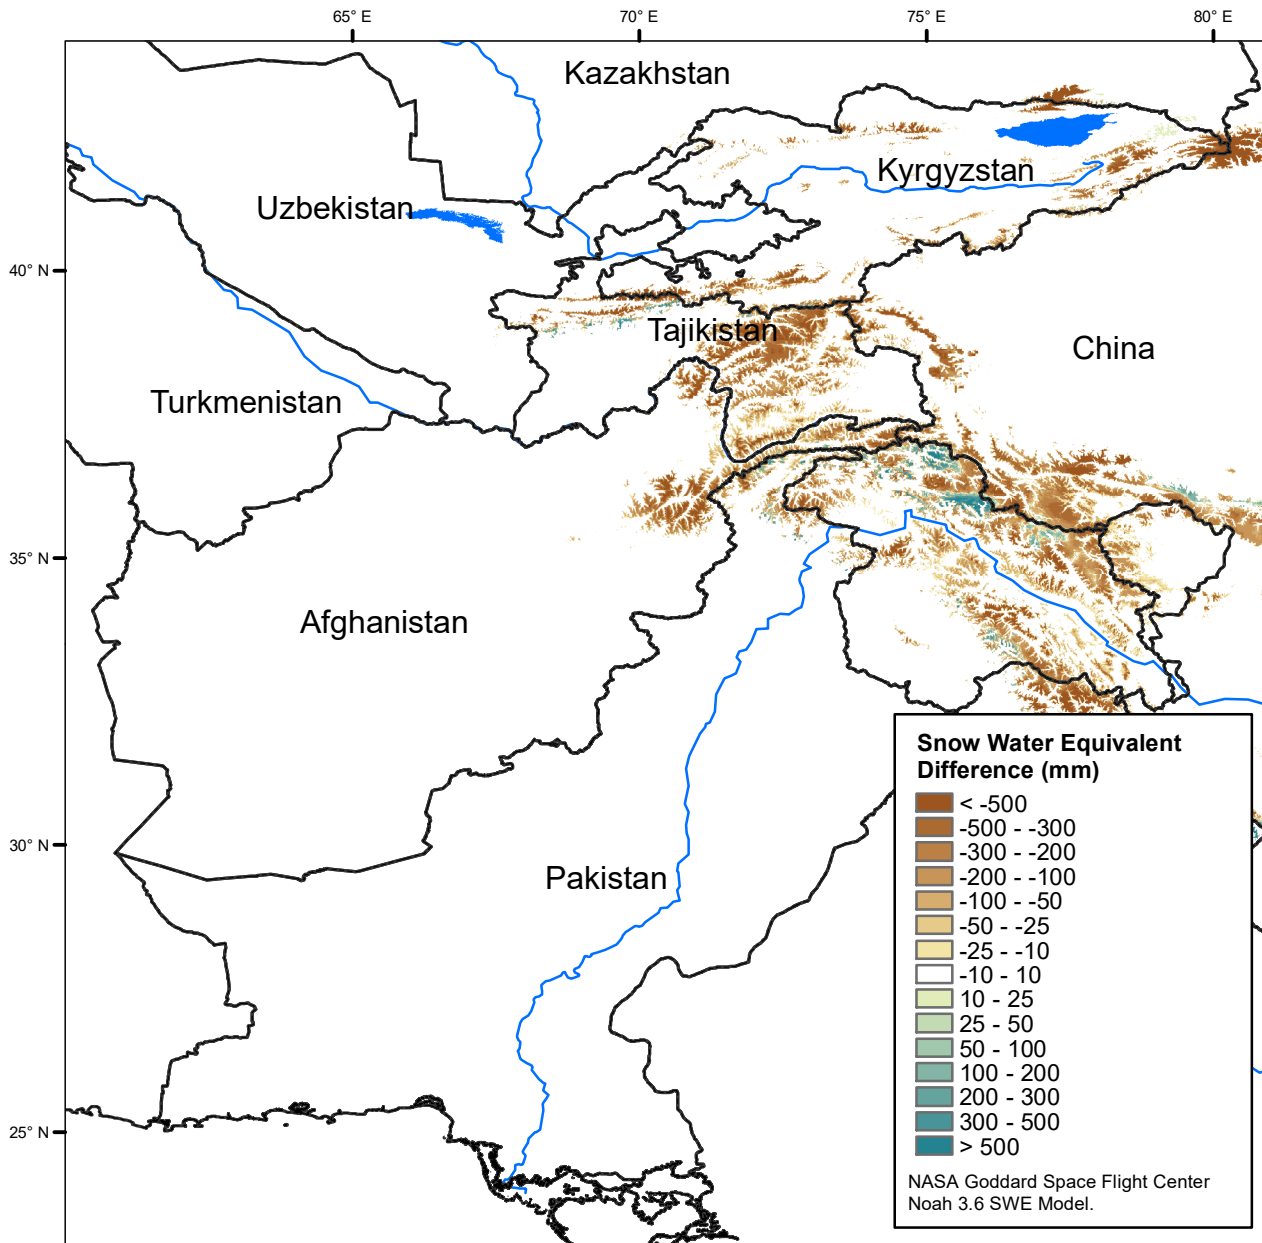 65° E 70° E 75° E 80° E
Kazakhstan
Kyrgyzstan
Uzbekistan
40° N
Tajikistan
China
Turkmenistan
35° N
Afghanistan
Snow Water Equivalent
Difference (mm)
< -500
-500 - -300
-300 - -200
-200 - -100
-100 - -50
-50 - -25
-25 - -10
-10 - 10
10 - 25
25 - 50
50 - 100
100 - 200
200 - 300
300 - 500
> 500
NASA Goddard Space Flight Center
Noah 3.6 SWE Model.
30° N
Pakistan
25° N